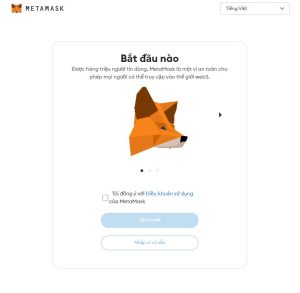 METAMASK
Tiếng Việt
Bắt đầu nào
Được hàng triệu người tin dùng, MetaMask là một ví an toàn cho
phép mọi người có thể truy cập vào thế giới web3.
Tôi đồng ý với Điều khoản sử dụng
của MetaMask
Tạo ví mới
Nhập ví có sẵn